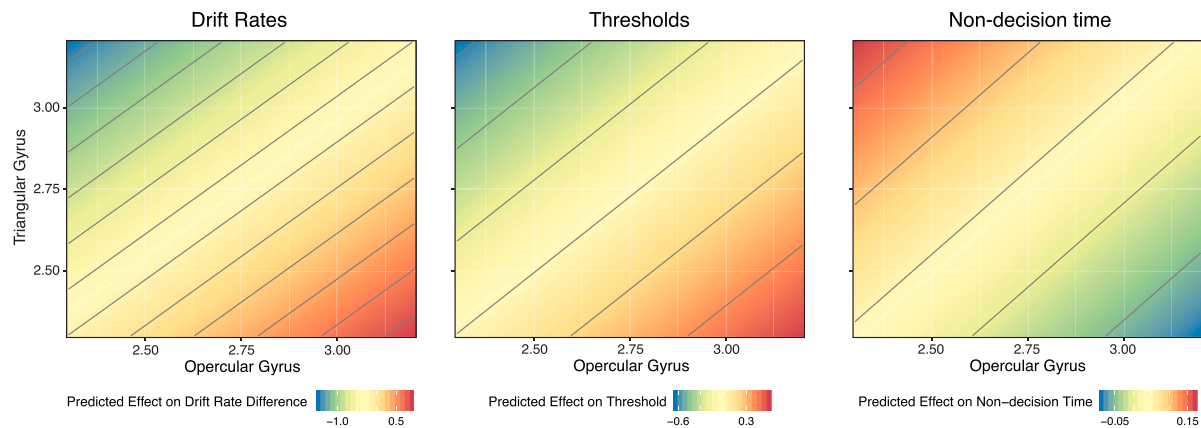 Drift Rates
Thresholds
Non-decision time
Triangular Gyrus
3.00
2.75
2.50
2.50 2.75 3.00
2.50 2.75 3.00
2.50 2.75 3.00
Opercular Gyrus
Opercular Gyrus
Opercular Gyrus
Predicted Effect on Drift Rate Difference
−1.0 0.5
Predicted Effect on Threshold
−0.6 0.3
Predicted Effect on Non−decision Time
−0.05 0.15